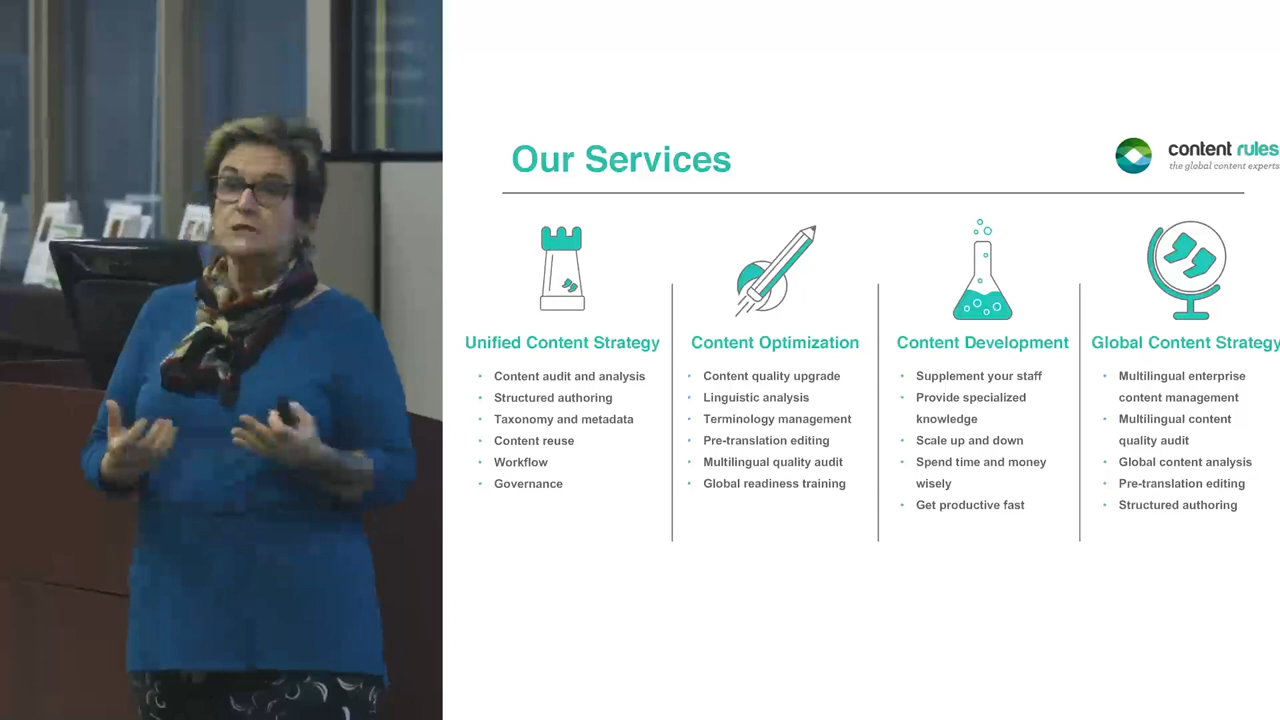 Our Services
content rules
the global content experts
Unified Content Strategy
Content audit and analysis
Structured authoring
Taxonomy and metadata
Content reuse
Workflow
Governance
Content Optimization
Content quality upgrade
Linguistic analysis
Terminology management
Pre-translation editing
Multilingual quality audit
Global readiness training
Content Development
Supplement your staff
Provide specialized
knowledge
Scale up and down
Spend time and money
wisely
Get productive fast
Global Content Strategy
Multilingual enterprise
content management
Multilingual content
quality audit
Global content analysis
Pre-translation editing
Structured authoring